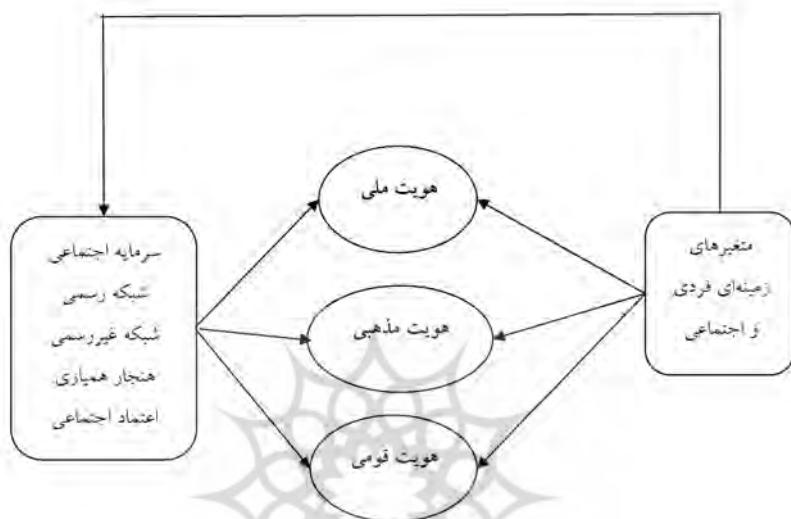 هویت ملی
متغیرهای
زمینه‌ای فردی
و اجتماعی
سرمایه اجتماعی
شبکه رسمی
شبکه غیررسمی
هنجار همیاری
اعتماد اجتماعی
هویت مذهبی
هویت قومی